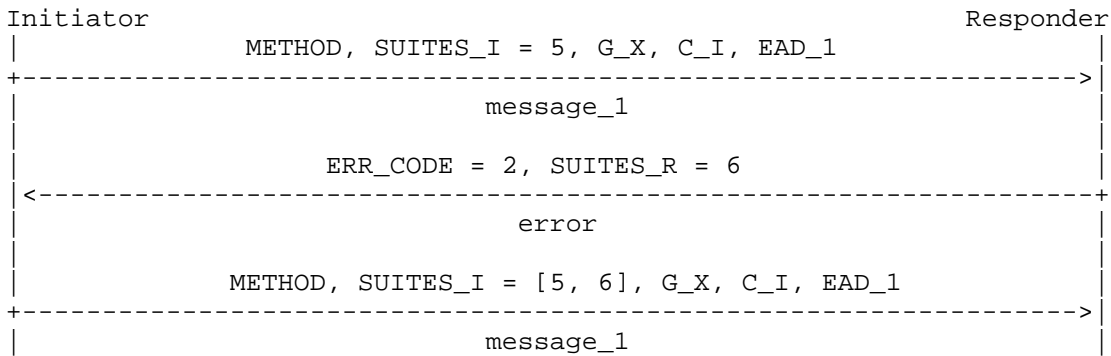 Initiator Responder
| METHOD, SUITES_I = 5, G_X, C_I, EAD_1 |
+------------------------------------------------------------------>|
| message_1 |
| |
| ERR_CODE = 2, SUITES_R = 6 |
|<------------------------------------------------------------------+
| error |
| |
| METHOD, SUITES_I = [5, 6], G_X, C_I, EAD_1 |
+------------------------------------------------------------------>|
| message_1 |